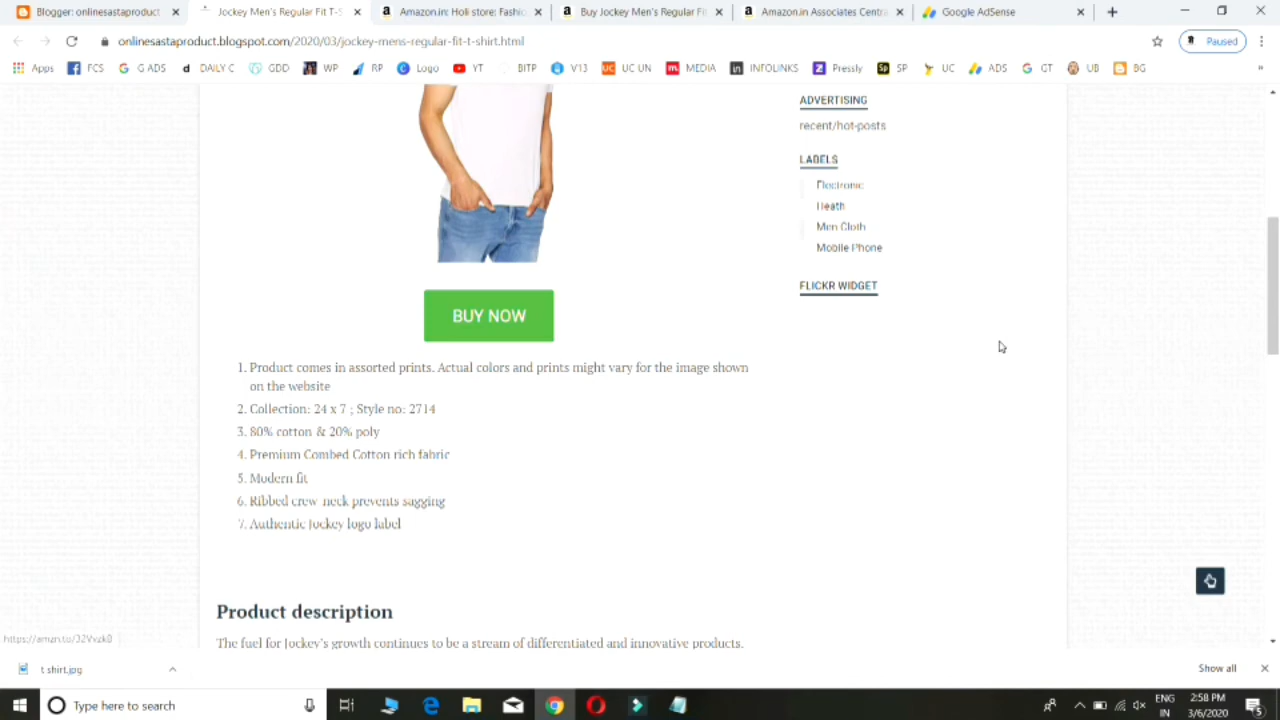 Blogger: onlinesastaproduct
Jockey Men's Regular Fit T-S
Amazon.in: Holi store: Fashio
Buy Jockey Men's Regular Fi
Amazon.in Associates Centra
Google AdSense
onlinesastaproduct.blogspot.com/2020/03/jockey-mens-regular-fit-t-shirt.html
Paused
Apps FCS G ADS DAILY C GDD WP RP Logo YT BITP V13 UC UN MEDIA INFOLINKS Pressly SP UC ADS GT UB BG
ADVERTISING
recent/hot-posts
LABELS
Electronic
Heath
Men Cloth
Mobile Phone
FLICKR WIDGET
BUY NOW
1. Product comes in assorted prints. Actual colors and prints might vary for the image shown
on the website
2. Collection: 24 x 7 ; Style no: 2714
3. 80% cotton & 20% poly
4. Premium Combed Cotton rich fabric
5. Modern fit
6. Ribbed crew neck prevents sagging
7. Authentic Jockey logo label
Product description
The fuel for Jockey's growth continues to be a stream of differentiated and innovative products.
t shirt.jpg
Show all
Type here to search
ENG
IN
2:58 PM
3/6/2020
5